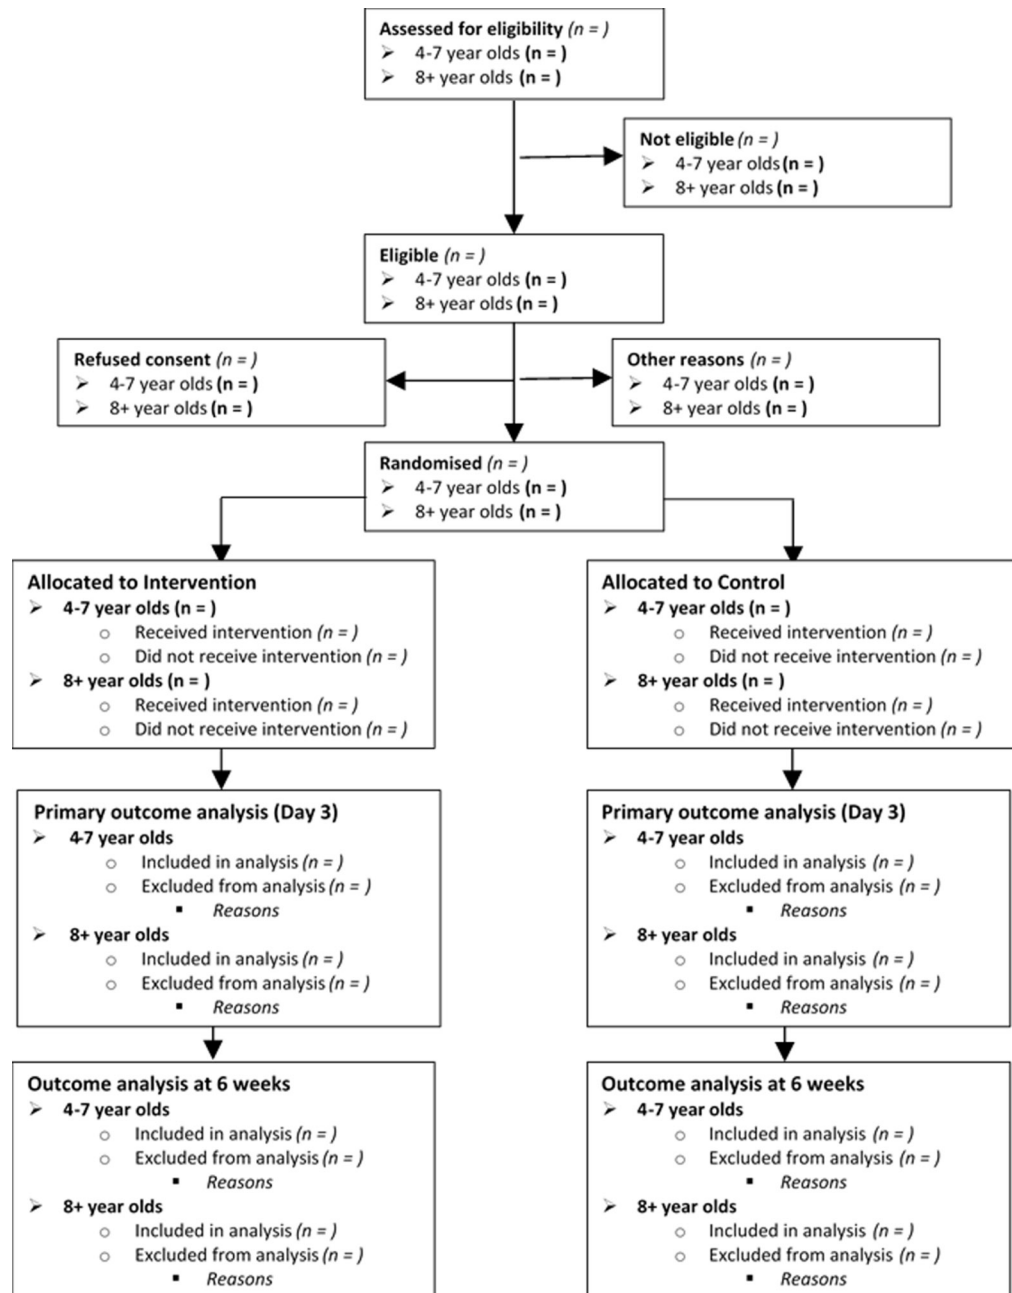 Assessed for eligibility (n = )
➢ 4-7 year olds (n = )
➢ 8+ year olds (n = )
Not eligible (n = )
➢ 4-7 year olds (n = )
➢ 8+ year olds (n = )
Eligible (n = )
➢ 4-7 year olds (n = )
➢ 8+ year olds (n = )
Refused consent (n = )
➢ 4-7 year olds (n = )
➢ 8+ year olds (n = )
Other reasons (n = )
➢ 4-7 year olds (n = )
➢ 8+ year olds (n = )
Randomised (n = )
➢ 4-7 year olds (n = )
➢ 8+ year olds (n = )
Allocated to Intervention
➢ 4-7 year olds (n = )
○ Received intervention (n = )
○ Did not receive intervention (n = )
➢ 8+ year olds (n = )
○ Received intervention (n = )
○ Did not receive intervention (n = )
Allocated to Control
➢ 4-7 year olds (n = )
○ Received intervention (n = )
○ Did not receive intervention (n = )
➢ 8+ year olds (n = )
○ Received intervention (n = )
○ Did not receive intervention (n = )
Primary outcome analysis (Day 3)
➢ 4-7 year olds
○ Included in analysis (n = )
○ Excluded from analysis (n = )
▪ Reasons
➢ 8+ year olds
○ Included in analysis (n = )
○ Excluded from analysis (n = )
▪ Reasons
Primary outcome analysis (Day 3)
➢ 4-7 year olds
○ Included in analysis (n = )
○ Excluded from analysis (n = )
▪ Reasons
➢ 8+ year olds
○ Included in analysis (n = )
○ Excluded from analysis (n = )
▪ Reasons
Outcome analysis at 6 weeks
➢ 4-7 year olds
○ Included in analysis (n = )
○ Excluded from analysis (n = )
▪ Reasons
➢ 8+ year olds
○ Included in analysis (n = )
○ Excluded from analysis (n = )
▪ Reasons
Outcome analysis at 6 weeks
➢ 4-7 year olds
○ Included in analysis (n = )
○ Excluded from analysis (n = )
▪ Reasons
➢ 8+ year olds
○ Included in analysis (n = )
○ Excluded from analysis (n = )
▪ Reasons